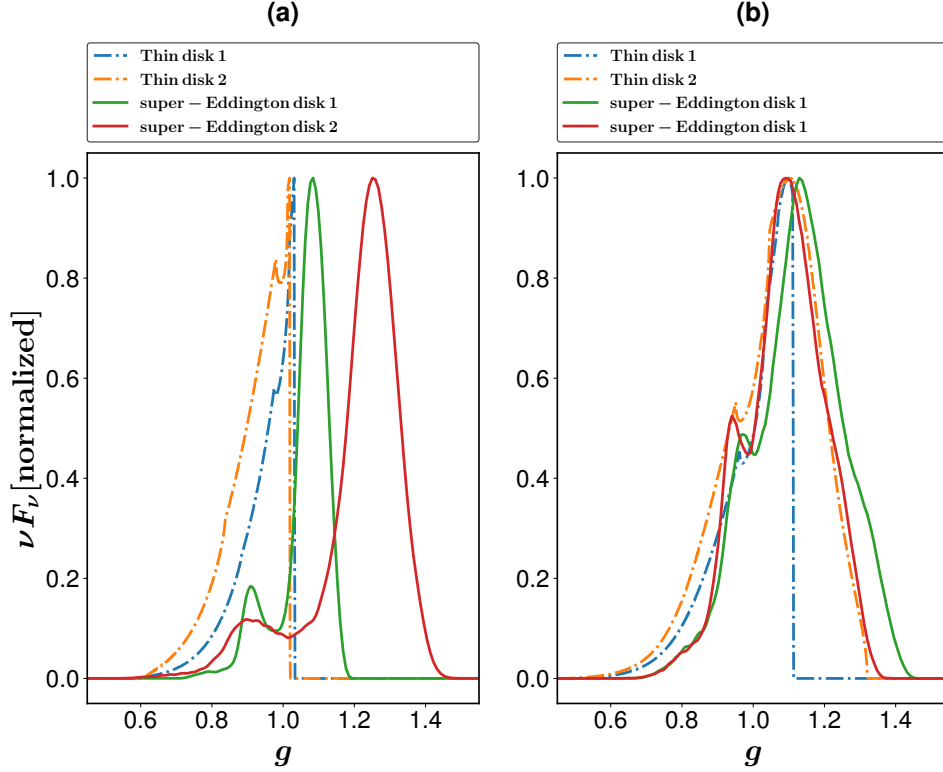 (a)
Thin disk 1
Thin disk 2
super − Eddington disk 1
super − Eddington disk 2
1.0
0.8
0.6
0.4
0.2
0.0
νFν[normalized]
0.6 0.8 1.0 1.2 1.4
g
(b)
Thin disk 1
Thin disk 2
super − Eddington disk 1
super − Eddington disk 1
1.0
0.8
0.6
0.4
0.2
0.0
0.6 0.8 1.0 1.2 1.4
g